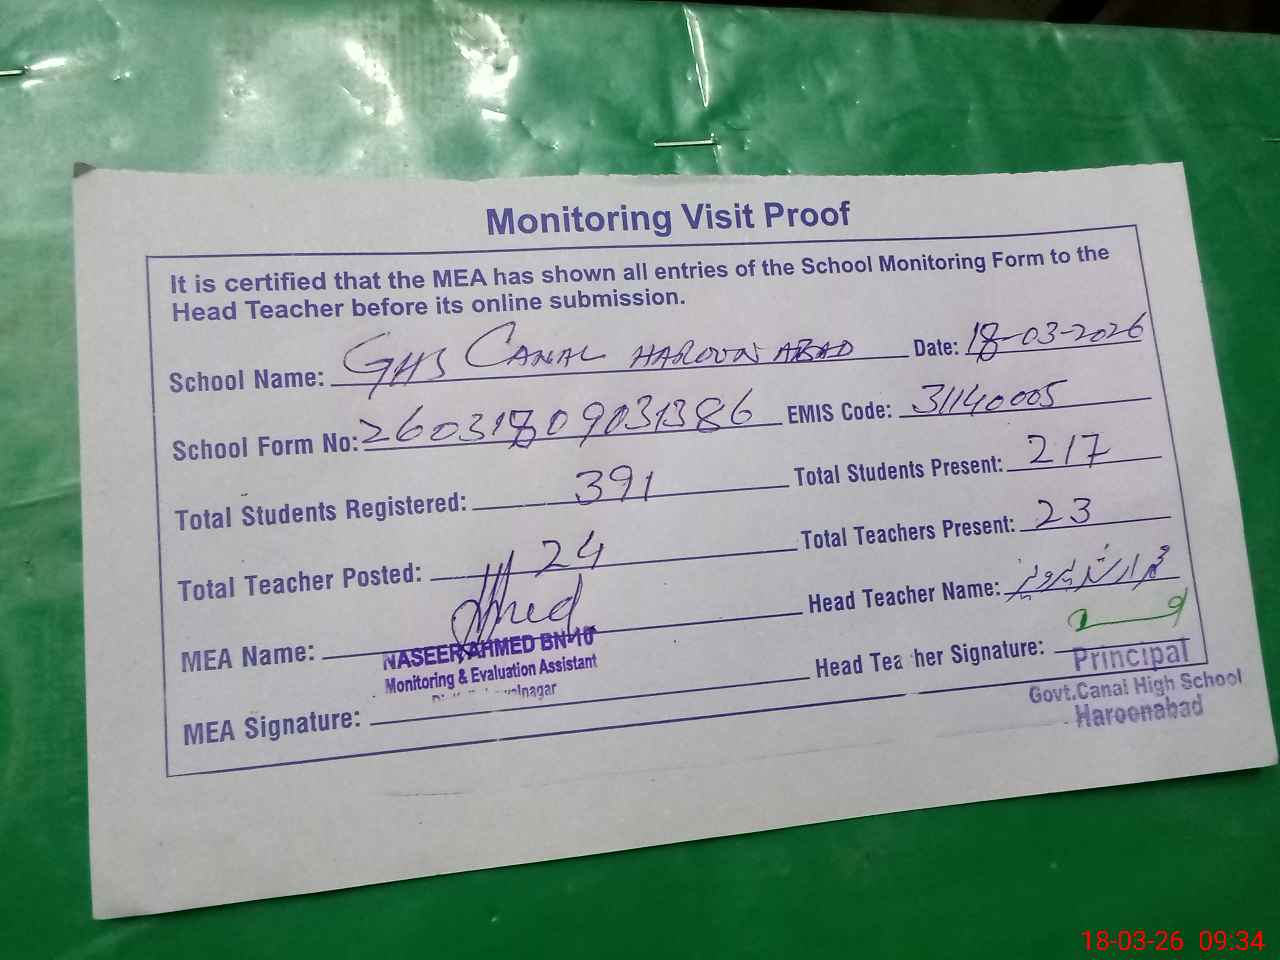 Monitoring Visit Proof
It is certified that the MEA has shown all entries of the School Monitoring Form to the
Head Teacher before its online submission.
School Name: GHS CANAL HAROON ABAD Date: 18-03-2026
School Form No: 26031809031386 EMIS Code: 31140005
Total Students Registered: 391 Total Students Present: 217
Total Teacher Posted: 24 Total Teachers Present: 23
MEA Name: Head Teacher Name:
NASEER AHMED BN-10
Monitoring & Evaluation Assistant
MEA Signature: Head Teacher Signature:
Principal
Govt.Canal High School
Haroonabad
18-03-26 09:34